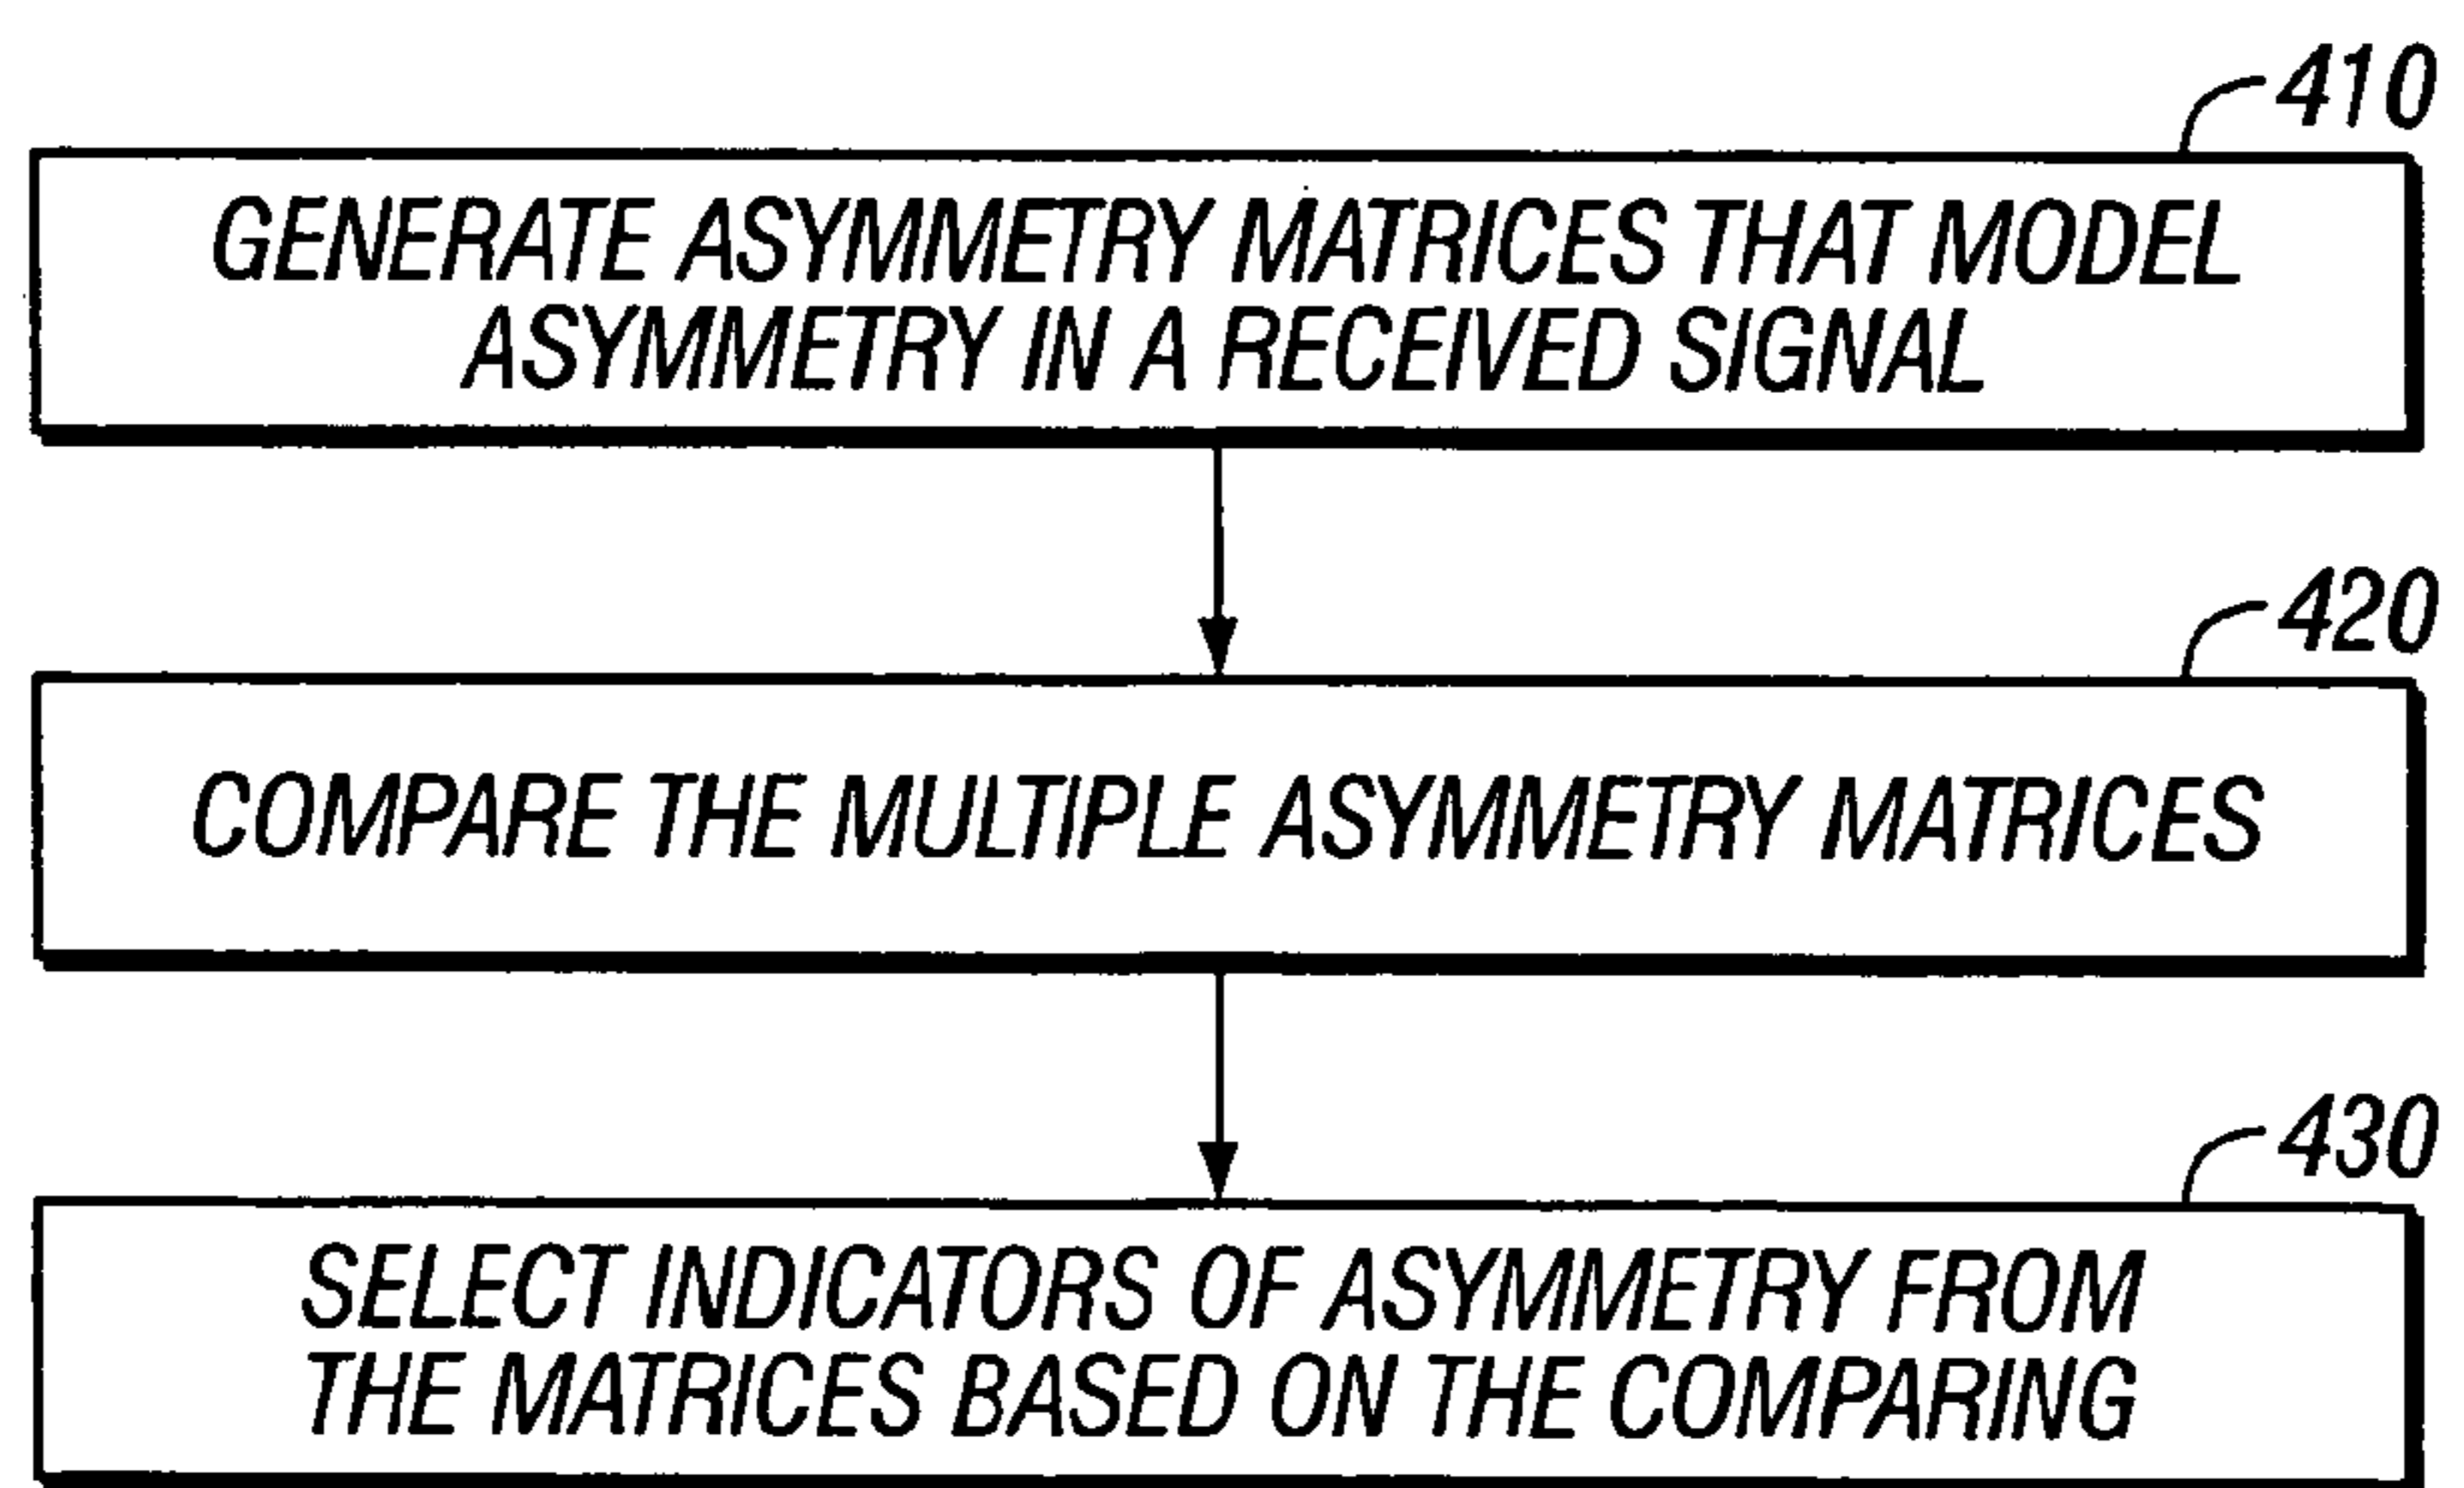 410
GENERATE ASYMMETRY MATRICES THAT MODEL
ASYMMETRY IN A RECEIVED SIGNAL
420
COMPARE THE MULTIPLE ASYMMETRY MATRICES
430
SELECT INDICATORS OF ASYMMETRY FROM
THE MATRICES BASED ON THE COMPARING